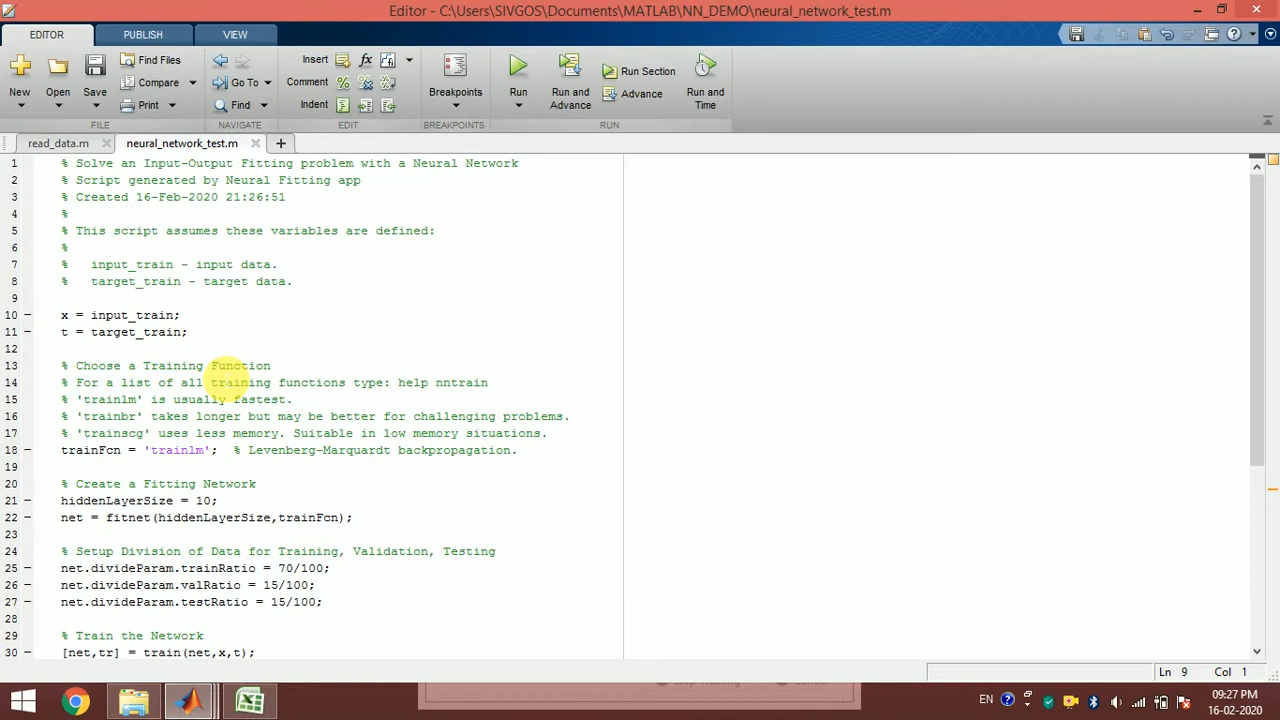 Editor - C:\Users\SIVGOS\Documents\MATLAB\NN_DEMO\neural_network_test.m
EDITOR PUBLISH VIEW
New Open Save Find Files Compare Print
Go To Find
Insert fx
Comment % %
Indent
Breakpoints
Run Run and Advance Run Section Advance Run and Time
FILE NAVIGATE EDIT BREAKPOINTS RUN
read_data.m neural_network_test.m +
1 % Solve an Input-Output Fitting problem with a Neural Network
2 % Script generated by Neural Fitting app
3 % Created 16-Feb-2020 21:26:51
4 %
5 % This script assumes these variables are defined:
6 %
7 % input_train - input data.
8 % target_train - target data.
9
10 – x = input_train;
11 – t = target_train;
12
13 % Choose a Training Function
14 % For a list of all training functions type: help nntrain
15 % 'trainlm' is usually fastest.
16 % 'trainbr' takes longer but may be better for challenging problems.
17 % 'trainscg' uses less memory. Suitable in low memory situations.
18 – trainFcn = 'trainlm'; % Levenberg-Marquardt backpropagation.
19
20 % Create a Fitting Network
21 – hiddenLayerSize = 10;
22 – net = fitnet(hiddenLayerSize,trainFcn);
23
24 % Setup Division of Data for Training, Validation, Testing
25 – net.divideParam.trainRatio = 70/100;
26 – net.divideParam.valRatio = 15/100;
27 – net.divideParam.testRatio = 15/100;
28
29 % Train the Network
30 – [net,tr] = train(net,x,t);
Ln 9 Col 1
EN 09:27 PM
16-02-2020